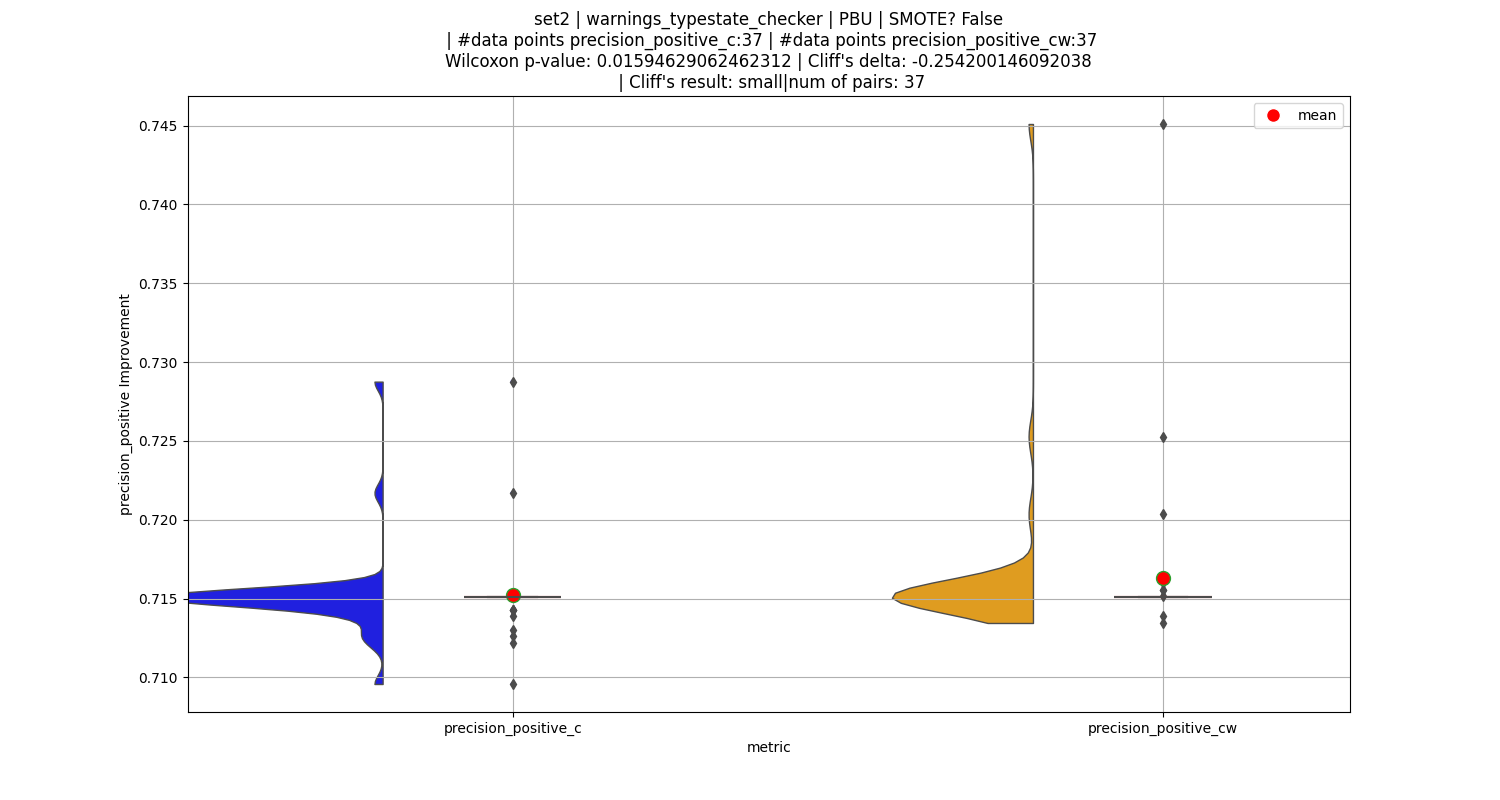 set2 | warnings_typestate_checker | PBU | SMOTE? False
| #data points precision_positive_c:37 | #data points precision_positive_cw:37
Wilcoxon p-value: 0.01594629062462312 | Cliff's delta: -0.254200146092038
| Cliff's result: small|num of pairs: 37
mean
0.745
0.740
0.735
0.730
0.725
0.720
0.715
0.710
precision_positive Improvement
precision_positive_c
precision_positive_cw
metric